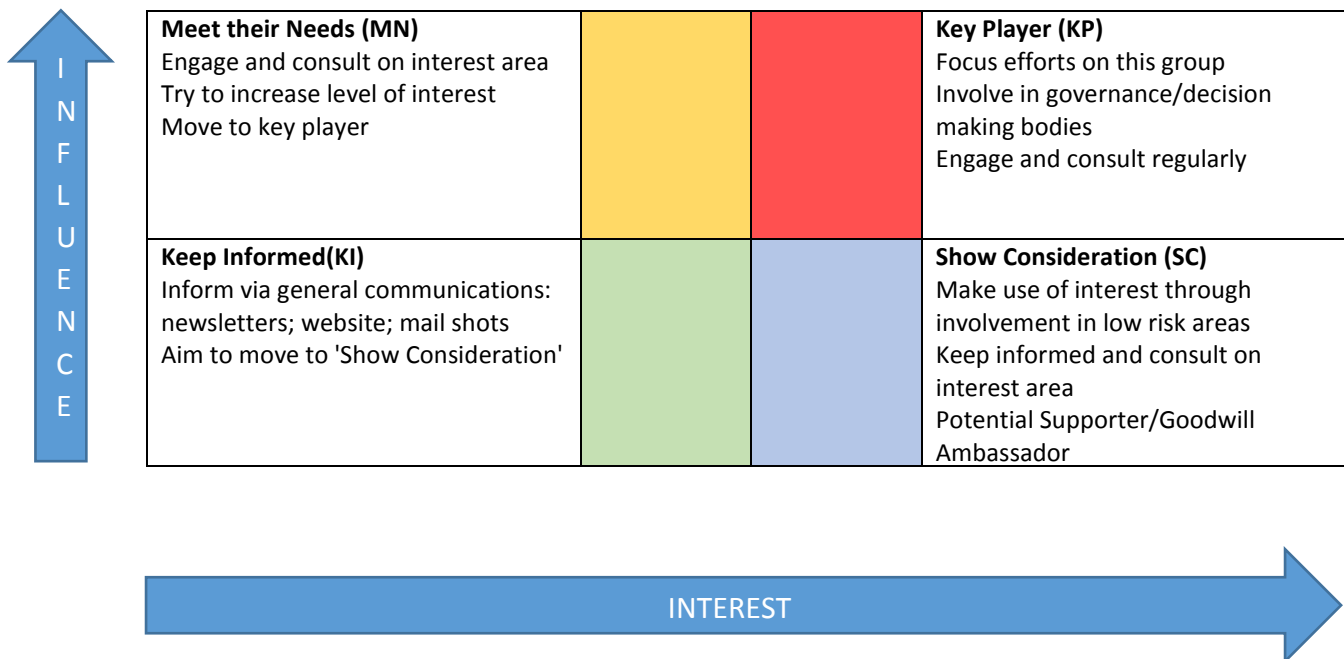 INFLUENCE
Meet their Needs (MN)
Engage and consult on interest area
Try to increase level of interest
Move to key player
Key Player (KP)
Focus efforts on this group
Involve in governance/decision
making bodies
Engage and consult regularly
Keep Informed(KI)
Inform via general communications:
newsletters; website; mail shots
Aim to move to 'Show Consideration'
Show Consideration (SC)
Make use of interest through
involvement in low risk areas
Keep informed and consult on
interest area
Potential Supporter/Goodwill
Ambassador
INTEREST